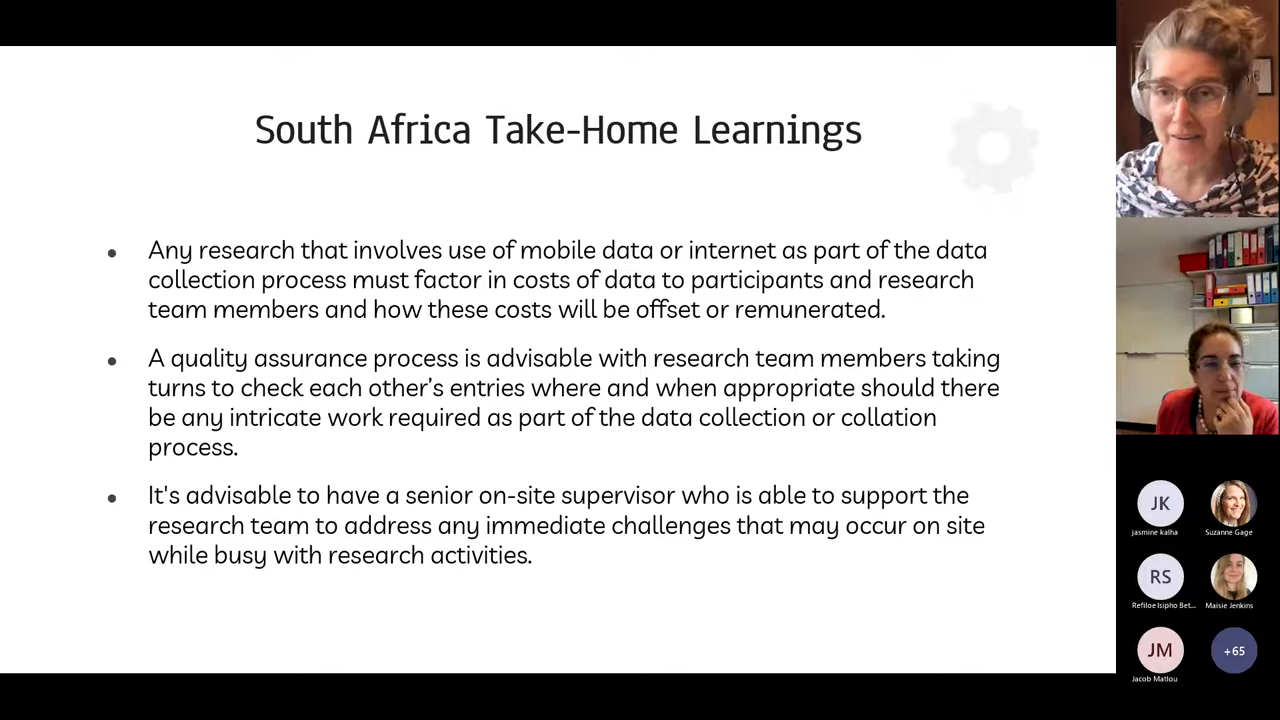 South Africa Take-Home Learnings
● Any research that involves use of mobile data or internet as part of the data
collection process must factor in costs of data to participants and research
team members and how these costs will be offset or remunerated.
● A quality assurance process is advisable with research team members taking
turns to check each other’s entries where and when appropriate should there
be any intricate work required as part of the data collection or collation
process.
● It's advisable to have a senior on-site supervisor who is able to support the
research team to address any immediate challenges that may occur on site
while busy with research activities.
JK
jasmine kalha
Suzanne Gage
RS
Refiloe Isipho Bet...
Maisie Jenkins
JM
Jacob Matlou
+65